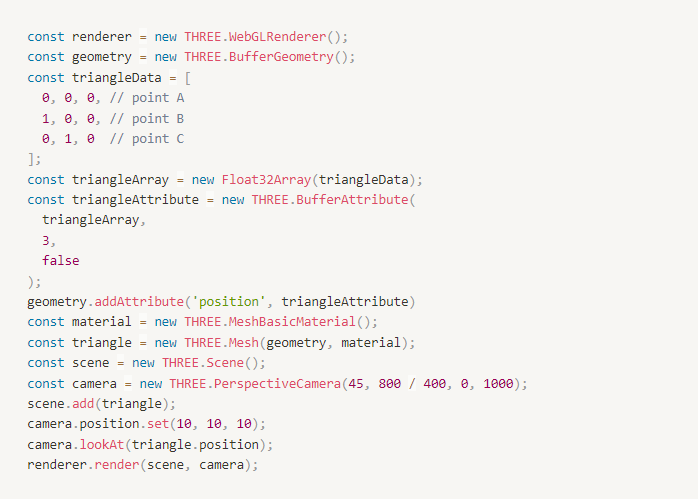 const renderer = new THREE.WebGLRenderer();
const geometry = new THREE.BufferGeometry();
const triangleData = [
  0, 0, 0, // point A
  1, 0, 0, // point B
  0, 1, 0  // point C
];
const triangleArray = new Float32Array(triangleData);
const triangleAttribute = new THREE.BufferAttribute(
  triangleArray,
  3,
  false
);
geometry.addAttribute('position', triangleAttribute)
const material = new THREE.MeshBasicMaterial();
const triangle = new THREE.Mesh(geometry, material);
const scene = new THREE.Scene();
const camera = new THREE.PerspectiveCamera(45, 800 / 400, 0, 1000);
scene.add(triangle);
camera.position.set(10, 10, 10);
camera.lookAt(triangle.position);
renderer.render(scene, camera);